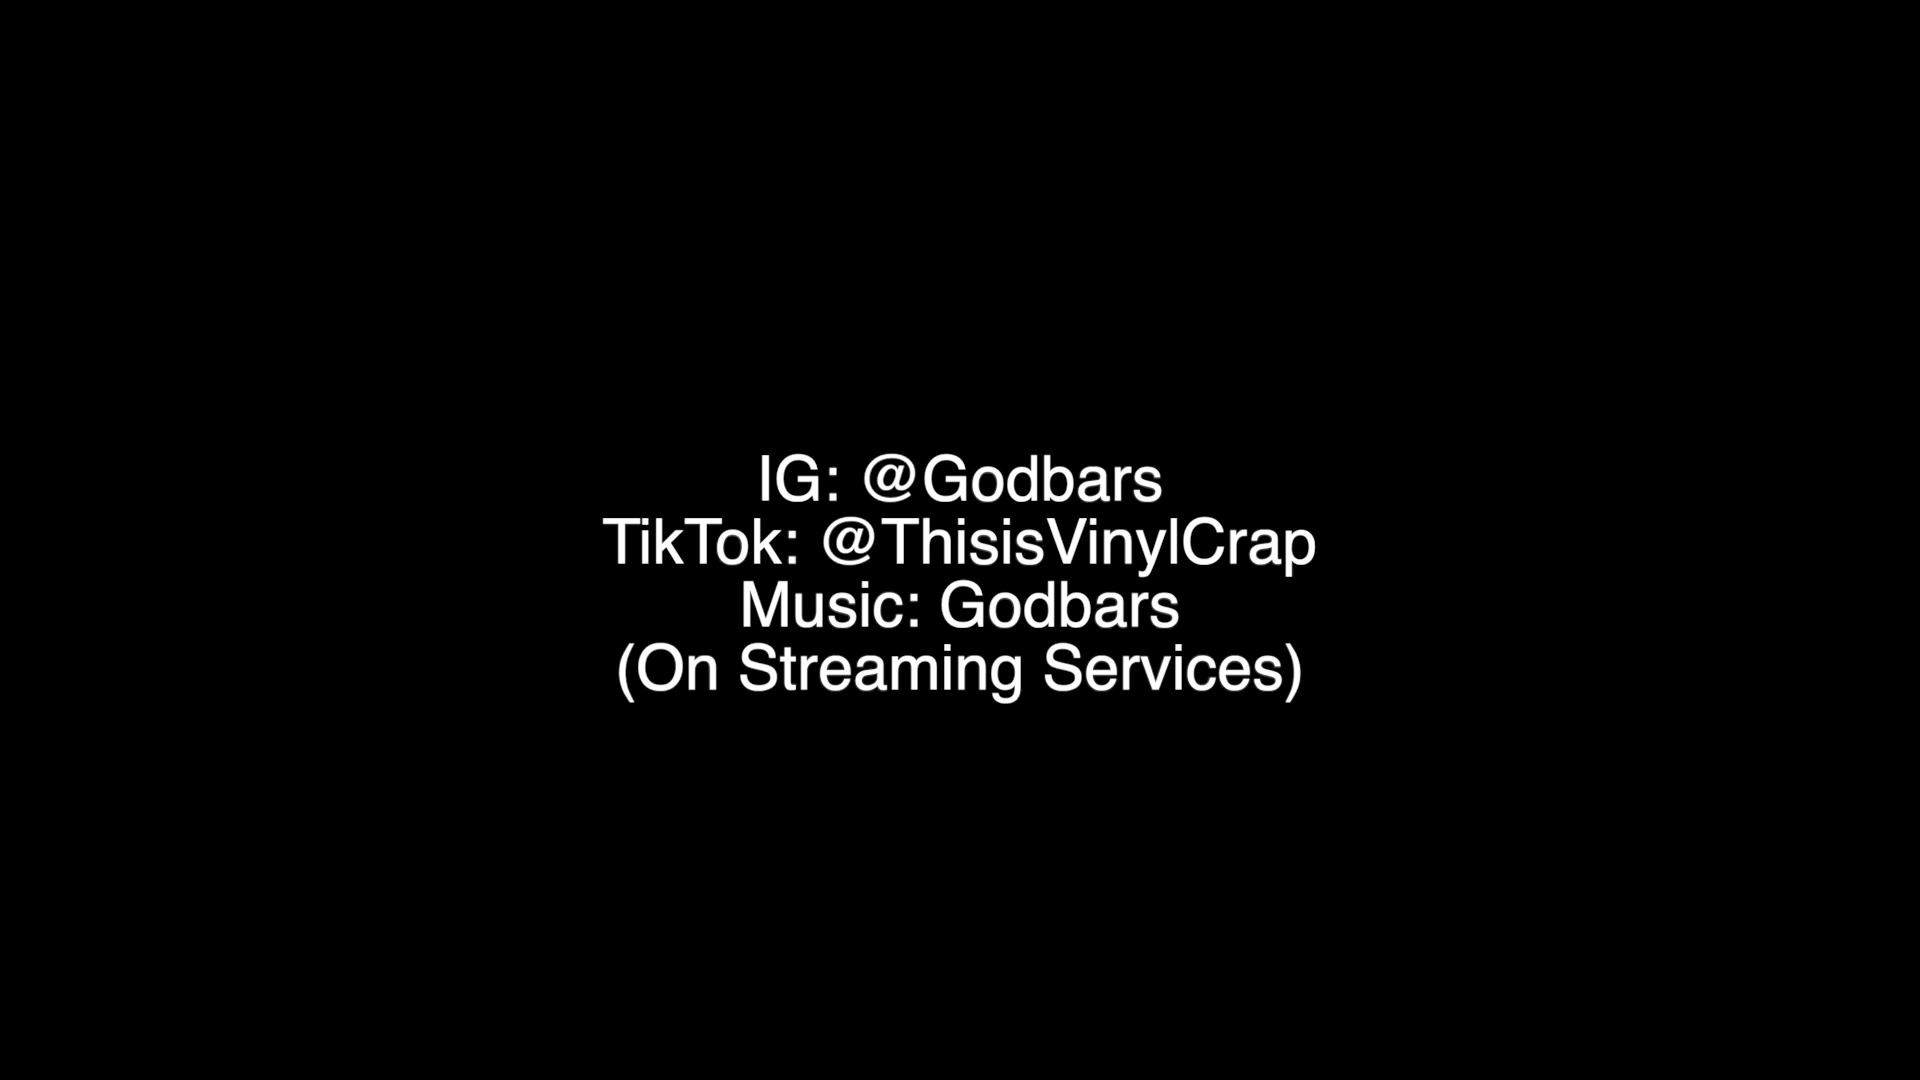 IG: @Godbars
TikTok: @ThisisVinylCrap
Music: Godbars
(On Streaming Services)